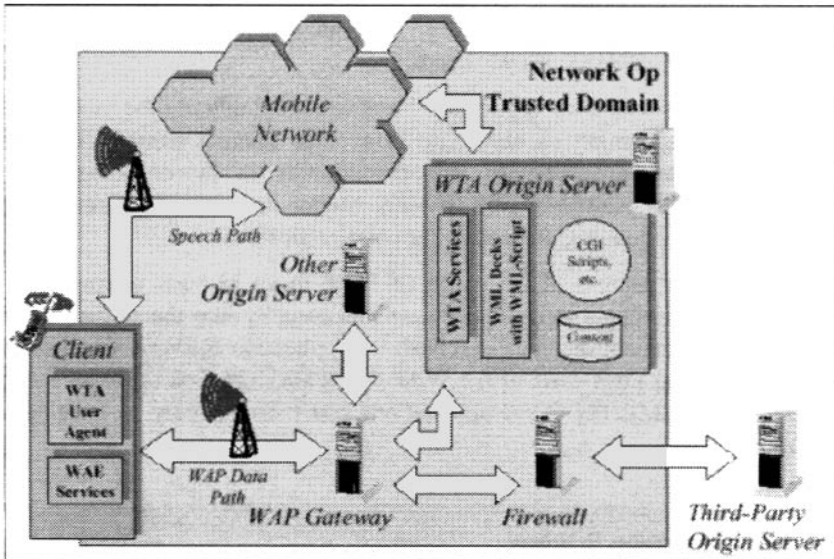 Network Op
Trusted Domain
Mobile
Network
WTA Origin Server
WTA Services
WML Decks
with WML-Script
CGI
Scripts,
etc.
Content
Speech Path
Other
Origin Server
Client
WTA
User
Agent
WAE
Services
WAP Data
Path
WAP Gateway
Firewall
Third-Party
Origin Server